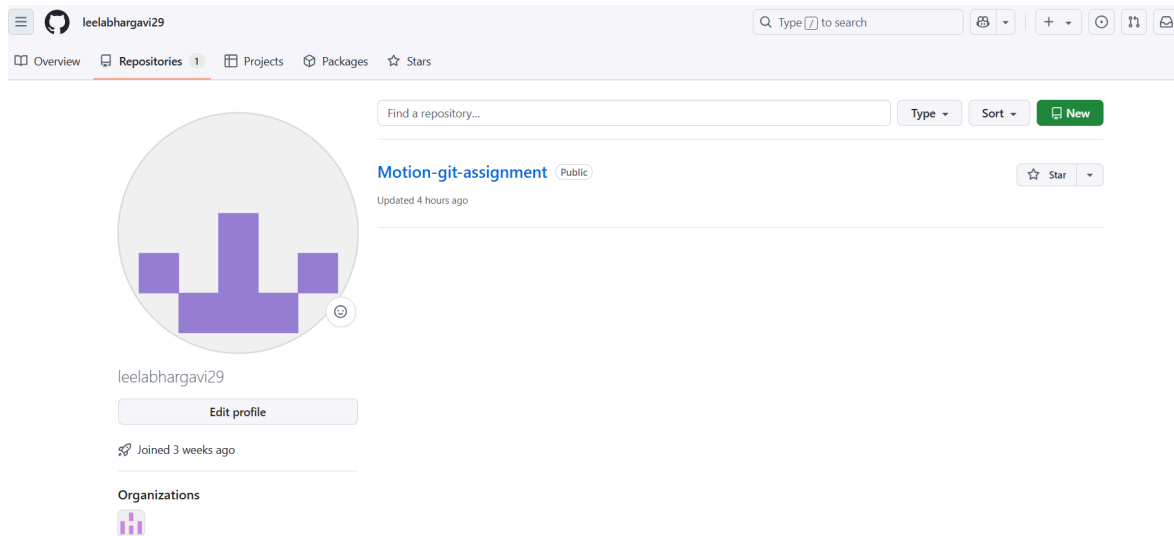 leelabhargavi29
Type / to search
Overview Repositories 1 Projects Packages Stars
Find a repository...
Type Sort New
Motion-git-assignment Public
Star
Updated 4 hours ago
leelabhargavi29
Edit profile
Joined 3 weeks ago
Organizations